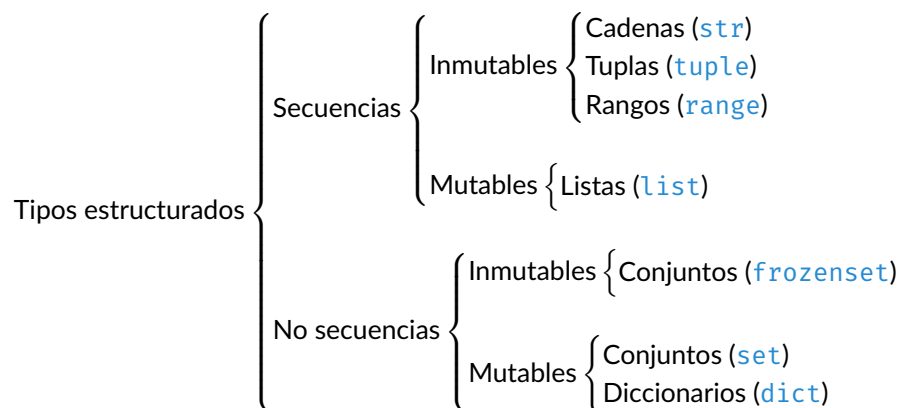 Tipos estructurados
Secuencias
Inmutables
Cadenas (str)
Tuplas (tuple)
Rangos (range)
Mutables
Listas (list)
No secuencias
Inmutables
Conjuntos (frozenset)
Mutables
Conjuntos (set)
Diccionarios (dict)